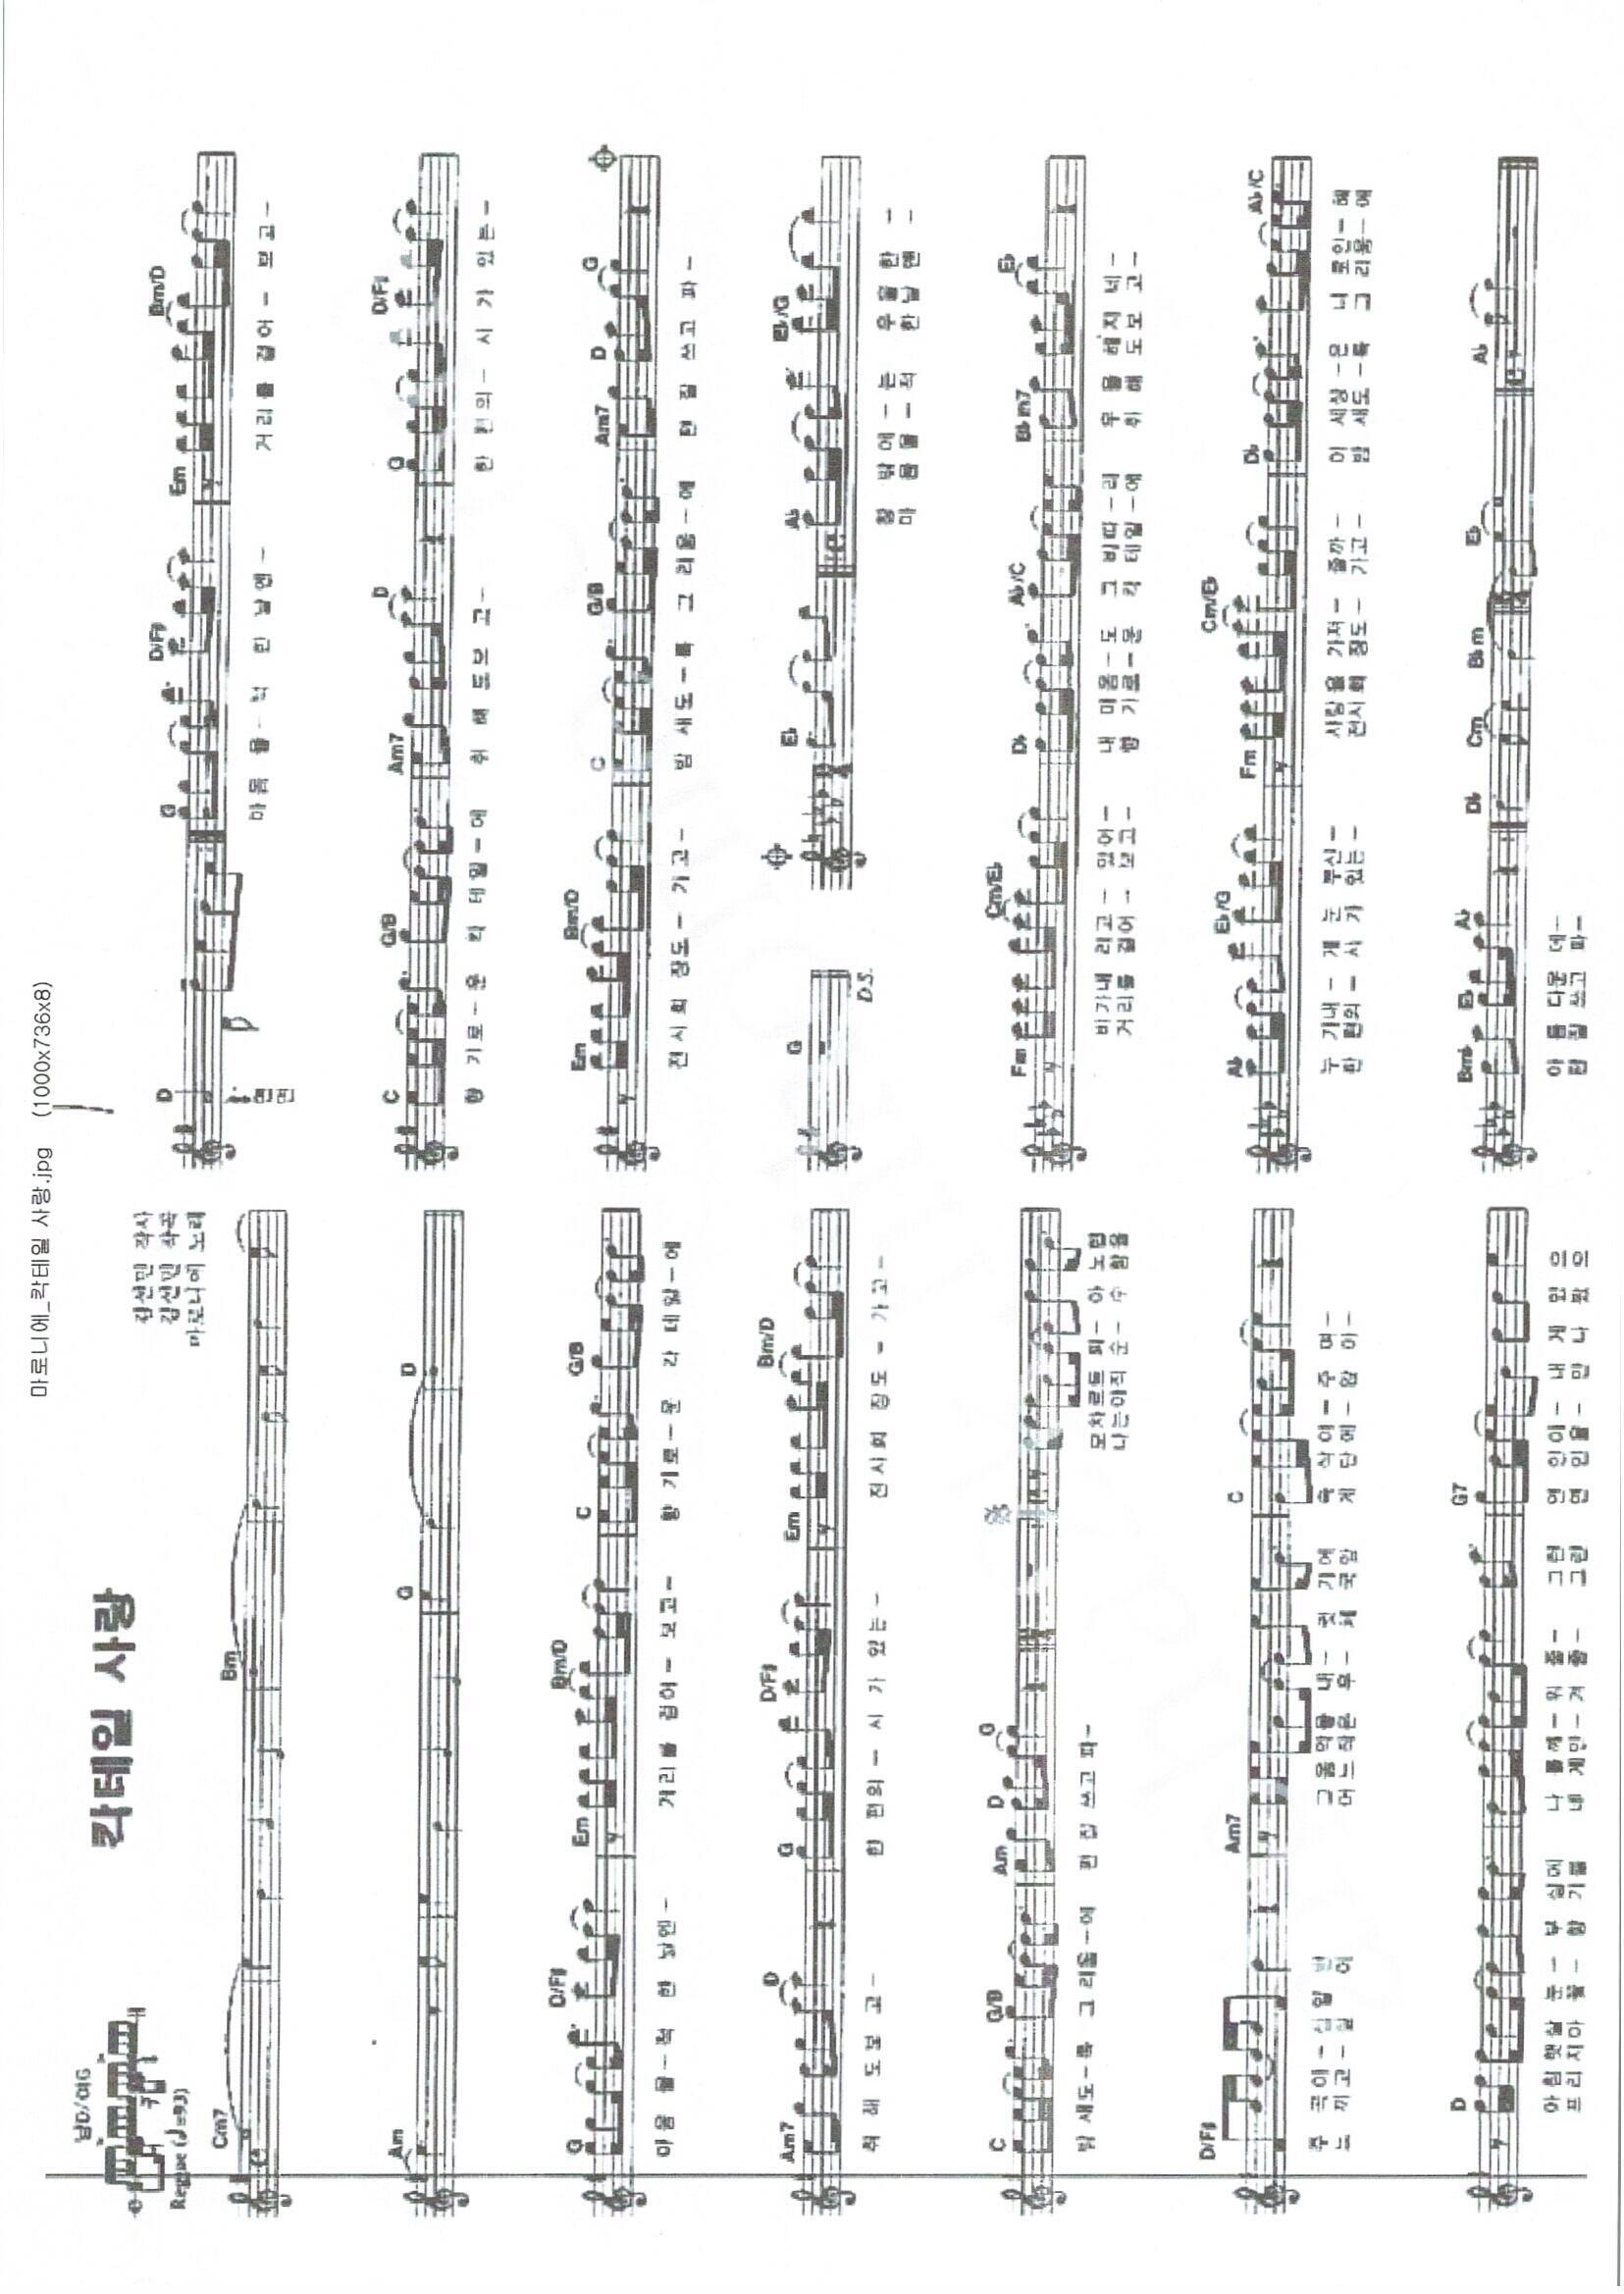 마로니에_칵테일 사랑.jpg (1000x736x8)
남D/여G
칵테일 사랑
김선민 작사
김선민 작곡
마로니에 노래
Reggae (♩=93)
Cm7 Bm
Am G D
G D/F# Em Bm/D C G/B
마음 울-적 한 날엔- 거리를 걸어- 보고- 향 기로-운 칵 테일-에
Am7 D G D/F# Em Bm/D
취 해 도보 고- 한 편의- 시 가 있는- 전시회 장도- 가고-
C G/B Am D G
밤 새도-록 그 리움-에 편 질 쓰고 파-
모차르트 피- 아 노협
나는아직 순- 수 함을
D/F# Am7 C
주 곡이-십일 번 그음악을 내- 귓 가에 속 삭이-주 며-
느 끼고-싶 어 어느작은 우- 체 국앞 계 단에-앉 아-
D G7
아침햇살 눈- 부 심에 나 를깨-워 줄- 그런 연 인이- 내 게 있 으
프리지아 꽃- 향 기를 내 게안-겨 줄- 그런 연 인을- 만 나 봤 으
D G D/F# Em Bm/D
면 마음 울-적 한 날엔- 거리를 걸어- 보고-
면
C G/B Am7 D G D/F#
향 기로-운 칵 테일-에 취 해 도보 고- 한 편의- 시 가 있는-
Em Bm/D C G/B Am7 D G
전시회 장도- 가고- 밤 새도-록 그 리움-에 편 질 쓰고 파-
G E♭ A♭ E♭/G
D.S.
창 밖에-는 우울한-
마 음울-적 한날엔-
Fm Cm/E♭ D♭ A♭/C B♭m7 E♭
비가내 리고- 있어- 내 마음-도 그 비따-라 우 울 해지 네-
거리를 걸어- 보고- 향 기로-운 칵 테일-에 취 해 도보 고-
A♭ E♭/G Fm Cm/E♭ D♭ A♭/C
누 가내-게 눈 부신- 사랑을 가져- 줄까- 이 세상-은 나 로인-해
한 편의-시 가 있는- 전시회 장도- 가고- 밤 새도-록 그 리움-에
B♭m E♭ A♭ D♭ Cm B♭m E♭ A♭
아 름 다운 데-
편 질 쓰고 파-